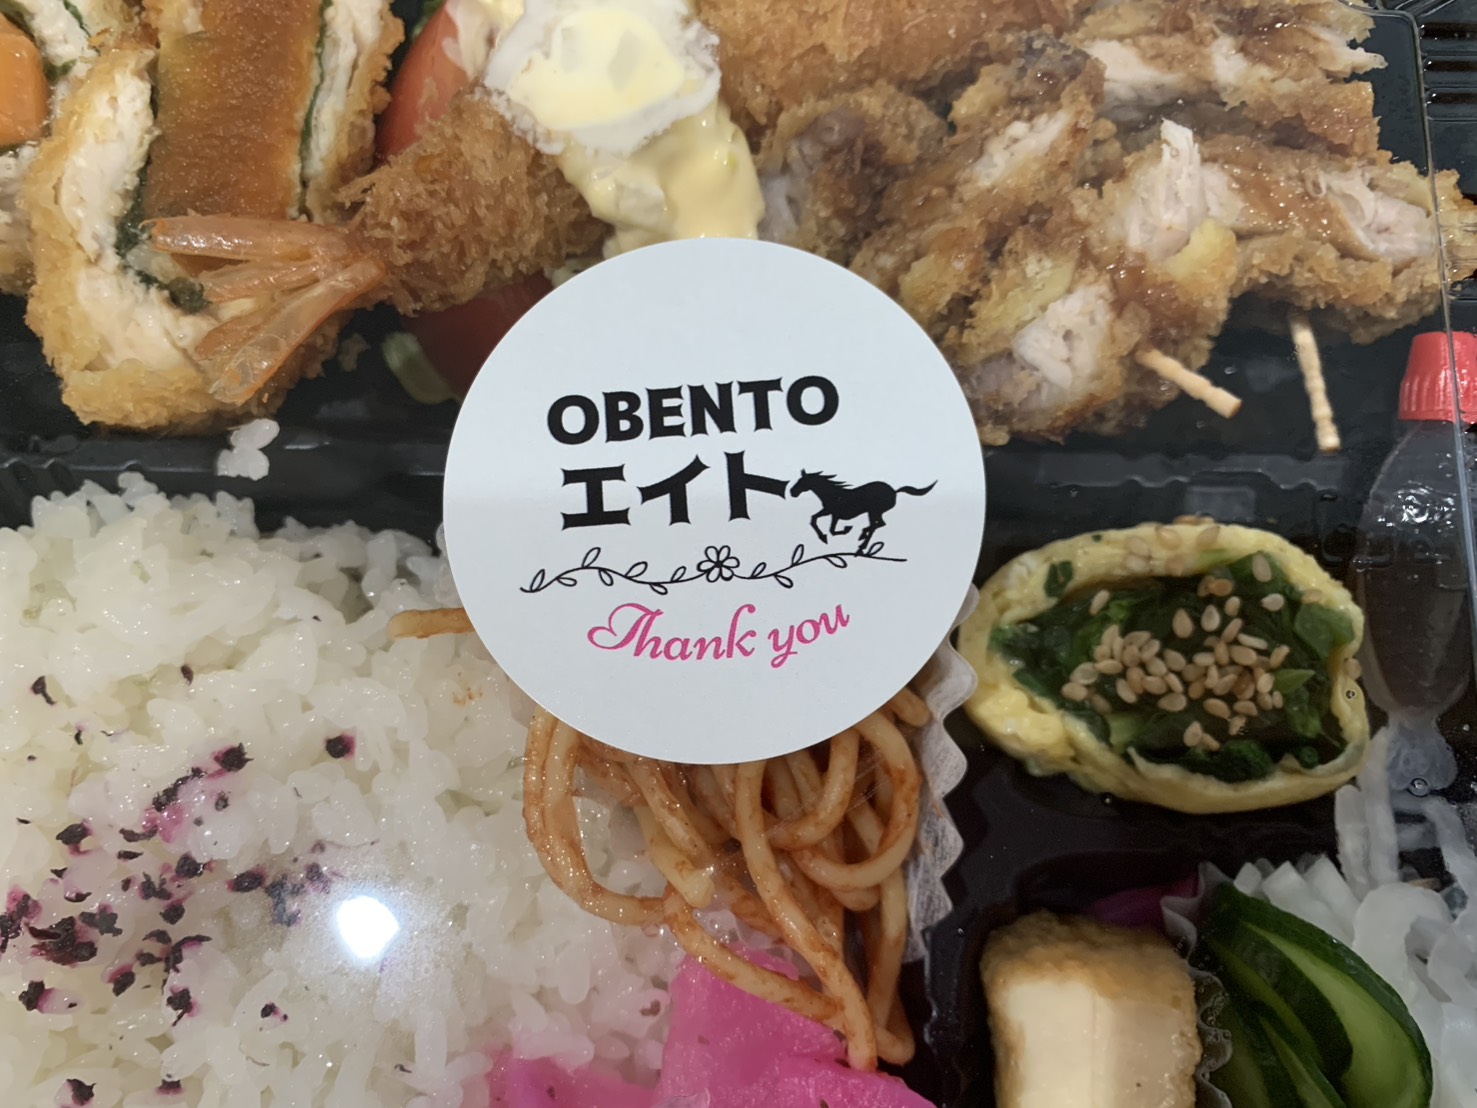 OBENTO
エイト
Thank you